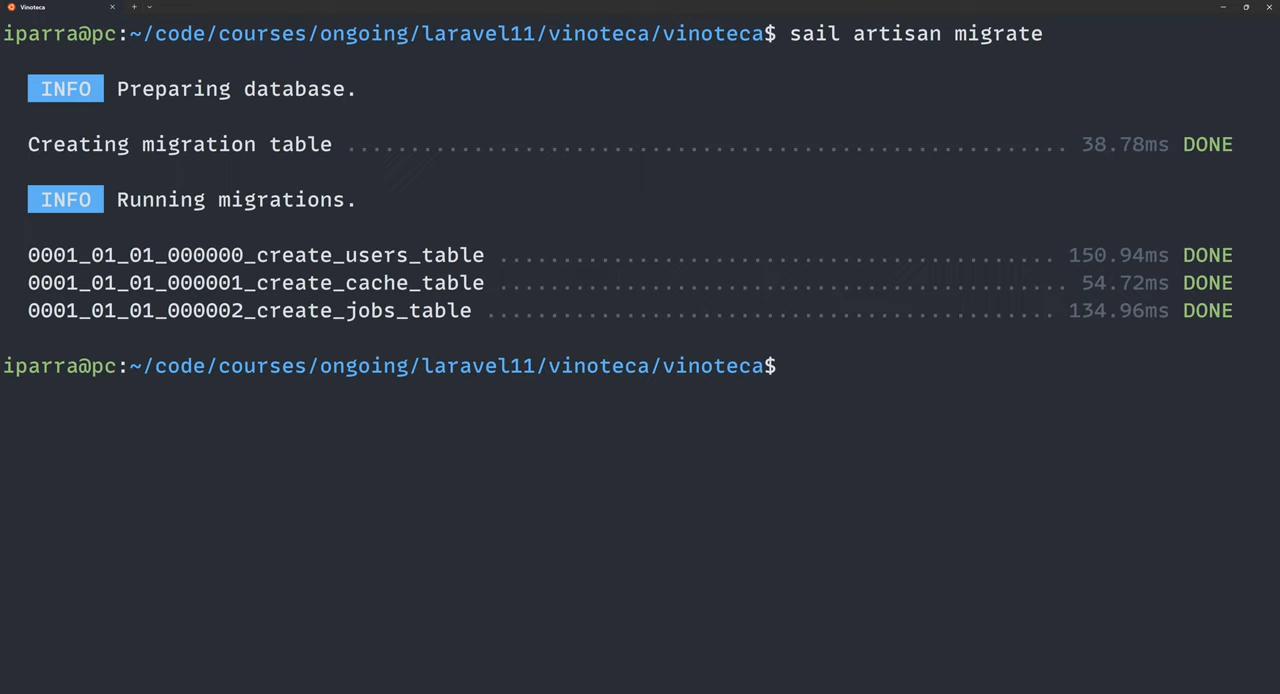 Vinoteca
iparra@pc:~/code/courses/ongoing/laravel11/vinoteca/vinoteca$ sail artisan migrate
INFO Preparing database.
Creating migration table ......................................................... 38.78ms DONE
INFO Running migrations.
0001_01_01_000000_create_users_table ............................................ 150.94ms DONE
0001_01_01_000001_create_cache_table ............................................. 54.72ms DONE
0001_01_01_000002_create_jobs_table ............................................. 134.96ms DONE
iparra@pc:~/code/courses/ongoing/laravel11/vinoteca/vinoteca$